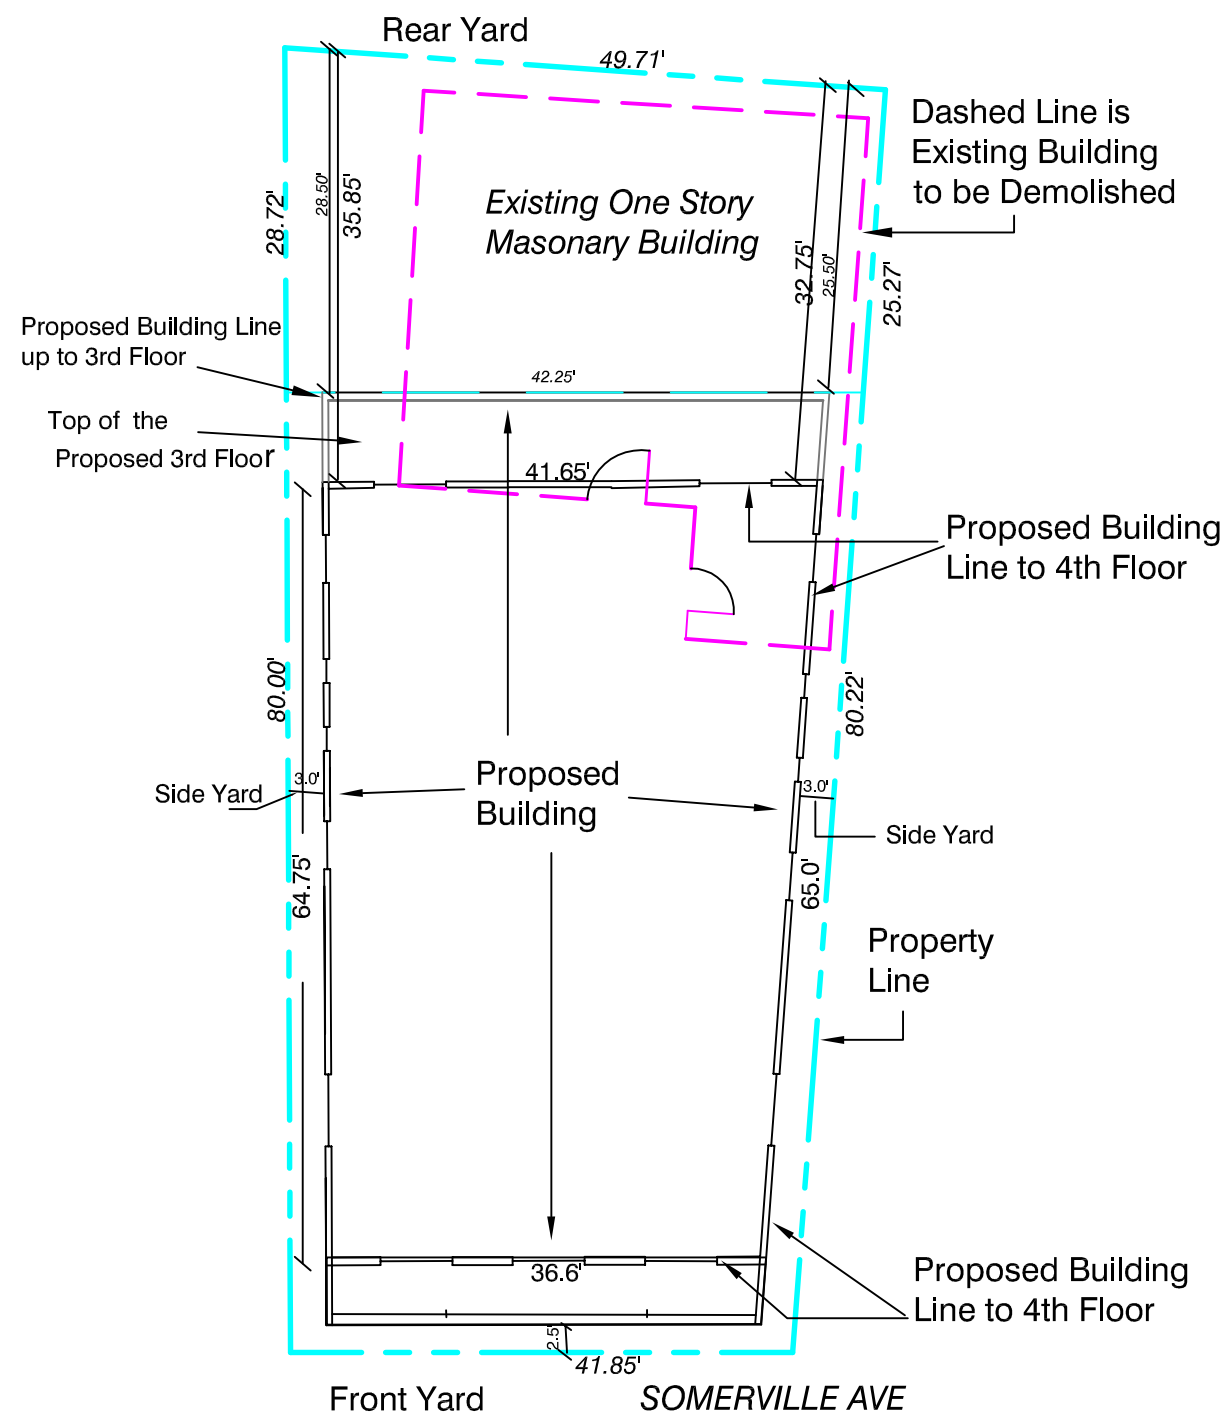 Rear Yard
49.71'
Dashed Line is
Existing Building
to be Demolished
28.72'
28.50'
35.85'
Existing One Story
Masonary Building
32.75'
25.50'
25.27'
Proposed Building Line
up to 3rd Floor
42.25'
Top of the
Proposed 3rd Floor
41.65'
Proposed Building
Line to 4th Floor
80.00'
80.22'
Proposed
Building
3.0'
3.0'
Side Yard
Side Yard
64.75'
65.0'
Property
Line
36.6'
Proposed Building
Line to 4th Floor
2.5'
41.85'
Front Yard
SOMERVILLE AVE